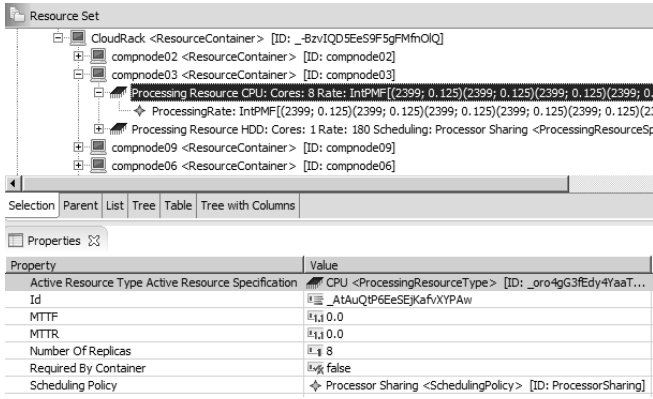 Resource Set
CloudRack <ResourceContainer> [ID: _-BzvIQD5EeS9F5gFMfnOlQ]
compnode02 <ResourceContainer> [ID: compnode02]
compnode03 <ResourceContainer> [ID: compnode03]
Processing Resource CPU: Cores: 8 Rate: IntPMF[(2399; 0.125)(2399; 0.125)(2399; 0.125)(2399; 0.
ProcessingRate: IntPMF[(2399; 0.125)(2399; 0.125)(2399; 0.125)(2399; 0.125)(23
Processing Resource HDD: Cores: 1 Rate: 180 Scheduling: Processor Sharing <ProcessingResourceSp
compnode09 <ResourceContainer> [ID: compnode09]
compnode06 <ResourceContainer> [ID: compnode06]
Selection Parent List Tree Table Tree with Columns
Properties
Property Value
Active Resource Type Active Resource Specification CPU <ProcessingResourceType> [ID: _oro4gG3fEdy4YaaT...
Id _AtAuQtP6EeSEjKafvXYPAw
MTTF 0.0
MTTR 0.0
Number Of Replicas 8
Required By Container false
Scheduling Policy Processor Sharing <SchedulingPolicy> [ID: ProcessorSharing]